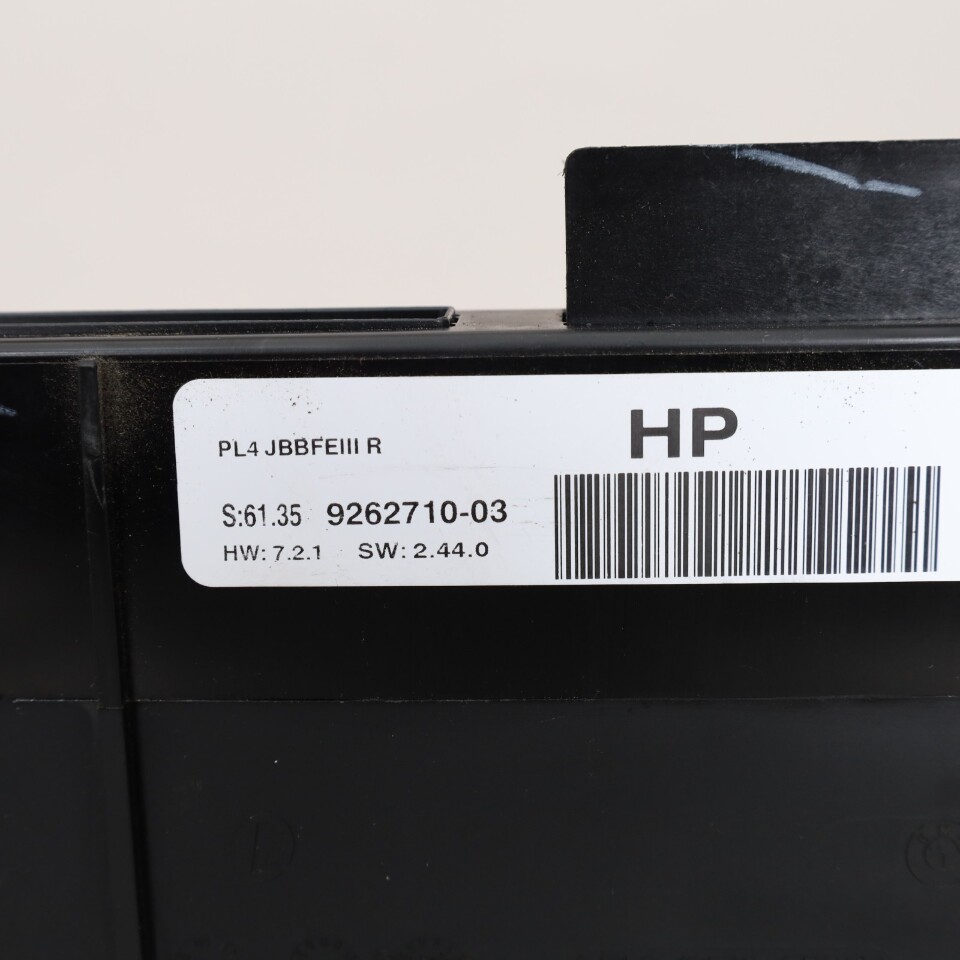 HP
PL4 JBBFEIII R
S:61.35 9262710-03
HW: 7.2.1 SW: 2.44.0